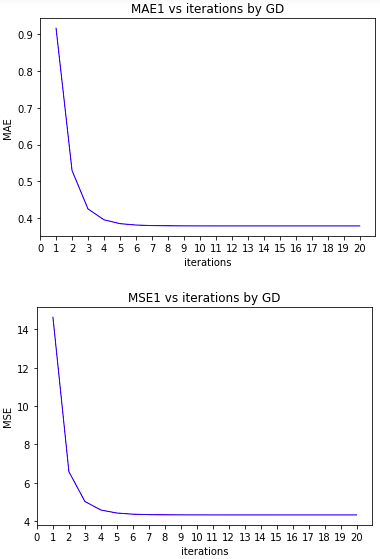 MAE1 vs iterations by GD
0.9
0.8
0.7
0.6
0.5
0.4
MAE
0 1 2 3 4 5 6 7 8 9 10 11 12 13 14 15 16 17 18 19 20
iterations
MSE1 vs iterations by GD
14
12
10
8
6
4
MSE
0 1 2 3 4 5 6 7 8 9 10 11 12 13 14 15 16 17 18 19 20
iterations